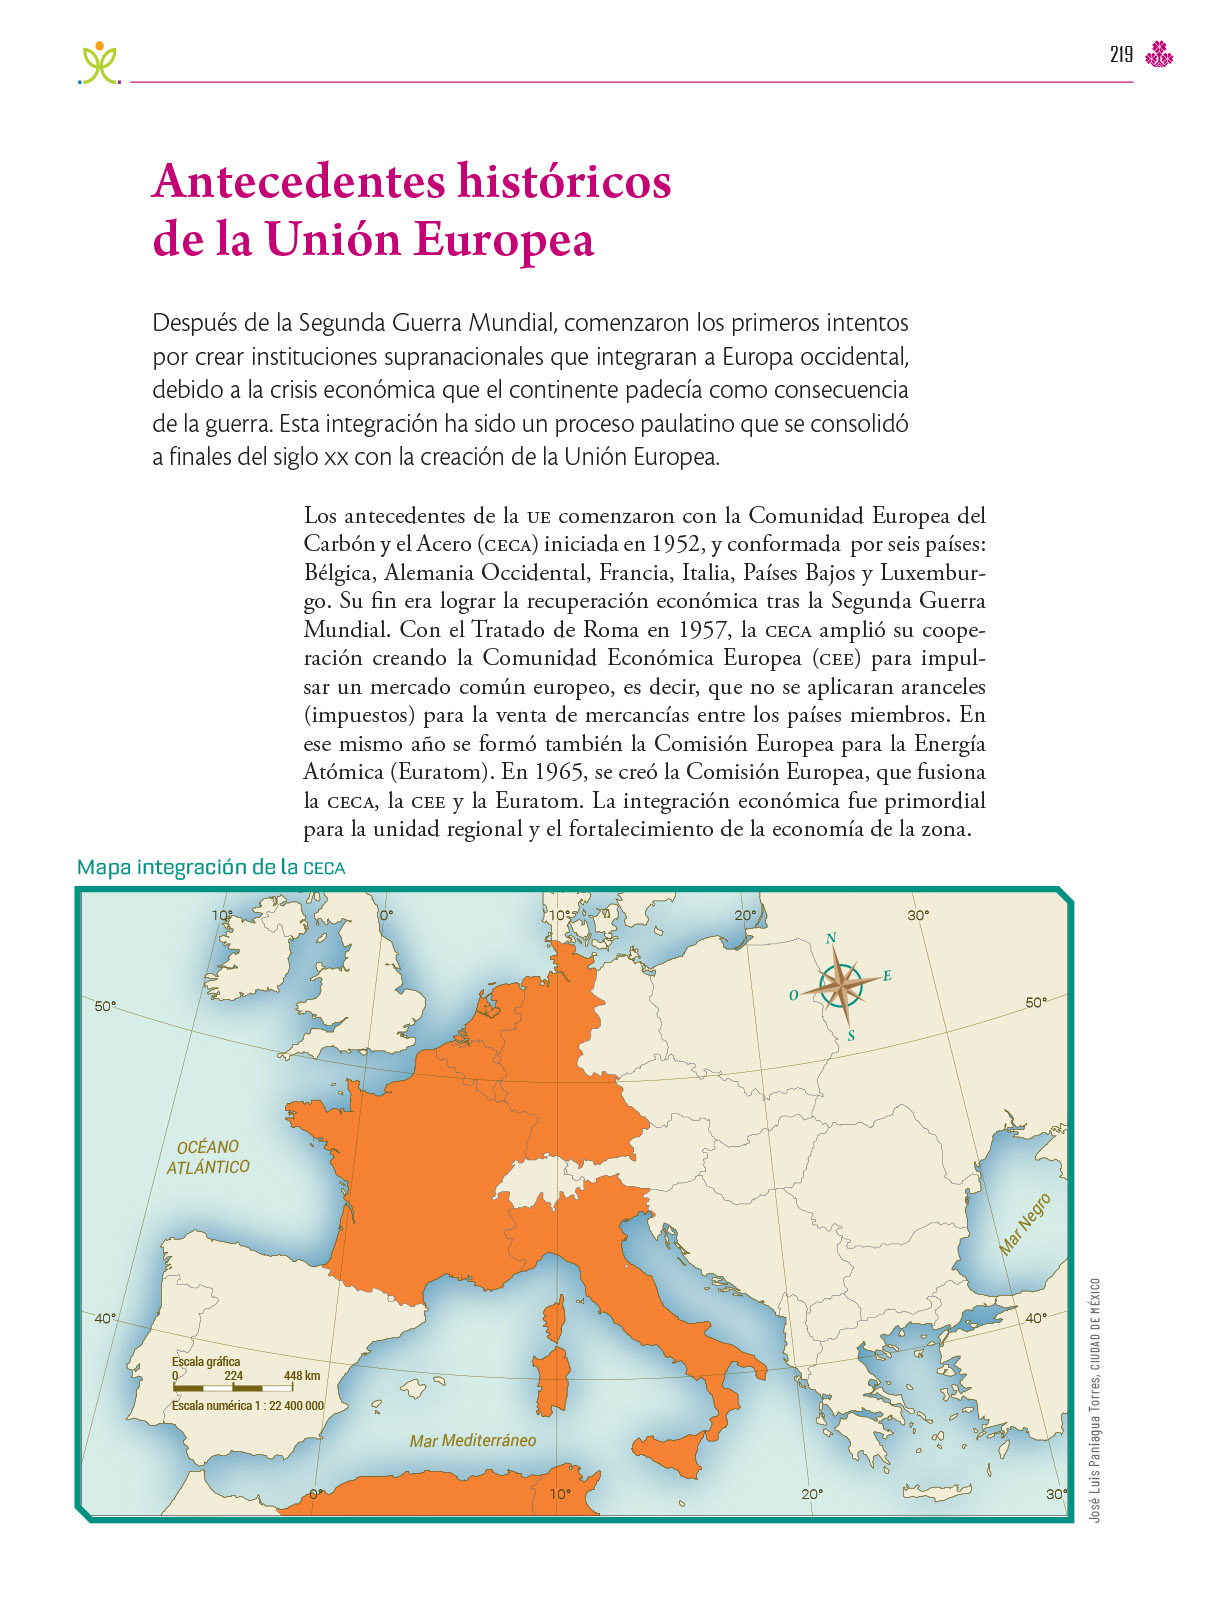 219
Antecedentes históricos
de la Unión Europea
Después de la Segunda Guerra Mundial, comenzaron los primeros intentos
por crear instituciones supranacionales que integraran a Europa occidental,
debido a la crisis económica que el continente padecía como consecuencia
de la guerra. Esta integración ha sido un proceso paulatino que se consolidó
a finales del siglo XX con la creación de la Unión Europea.
Los antecedentes de la UE comenzaron con la Comunidad Europea del
Carbón y el Acero (CECA) iniciada en 1952, y conformada por seis países:
Bélgica, Alemania Occidental, Francia, Italia, Países Bajos y Luxembur-
go. Su fin era lograr la recuperación económica tras la Segunda Guerra
Mundial. Con el Tratado de Roma en 1957, la CECA amplió su coope-
ración creando la Comunidad Económica Europea (CEE) para impul-
sar un mercado común europeo, es decir, que no se aplicaran aranceles
(impuestos) para la venta de mercancías entre los países miembros. En
ese mismo año se formó también la Comisión Europea para la Energía
Atómica (Euratom). En 1965, se creó la Comisión Europea, que fusiona
la CECA, la CEE y la Euratom. La integración económica fue primordial
para la unidad regional y el fortalecimiento de la economía de la zona.
Mapa integración de la CECA
10° 0° 10° 20° 30°
N
E
O
S
50° 50°
OCÉANO
ATLÁNTICO
Mar Negro
40° 40°
Escala gráfica
0 224 448 km
Escala numérica 1 : 22 400 000
Mar Mediterráneo
0° 10° 20° 30°
José Luis Paniagua Torres, CIUDAD DE MÉXICO